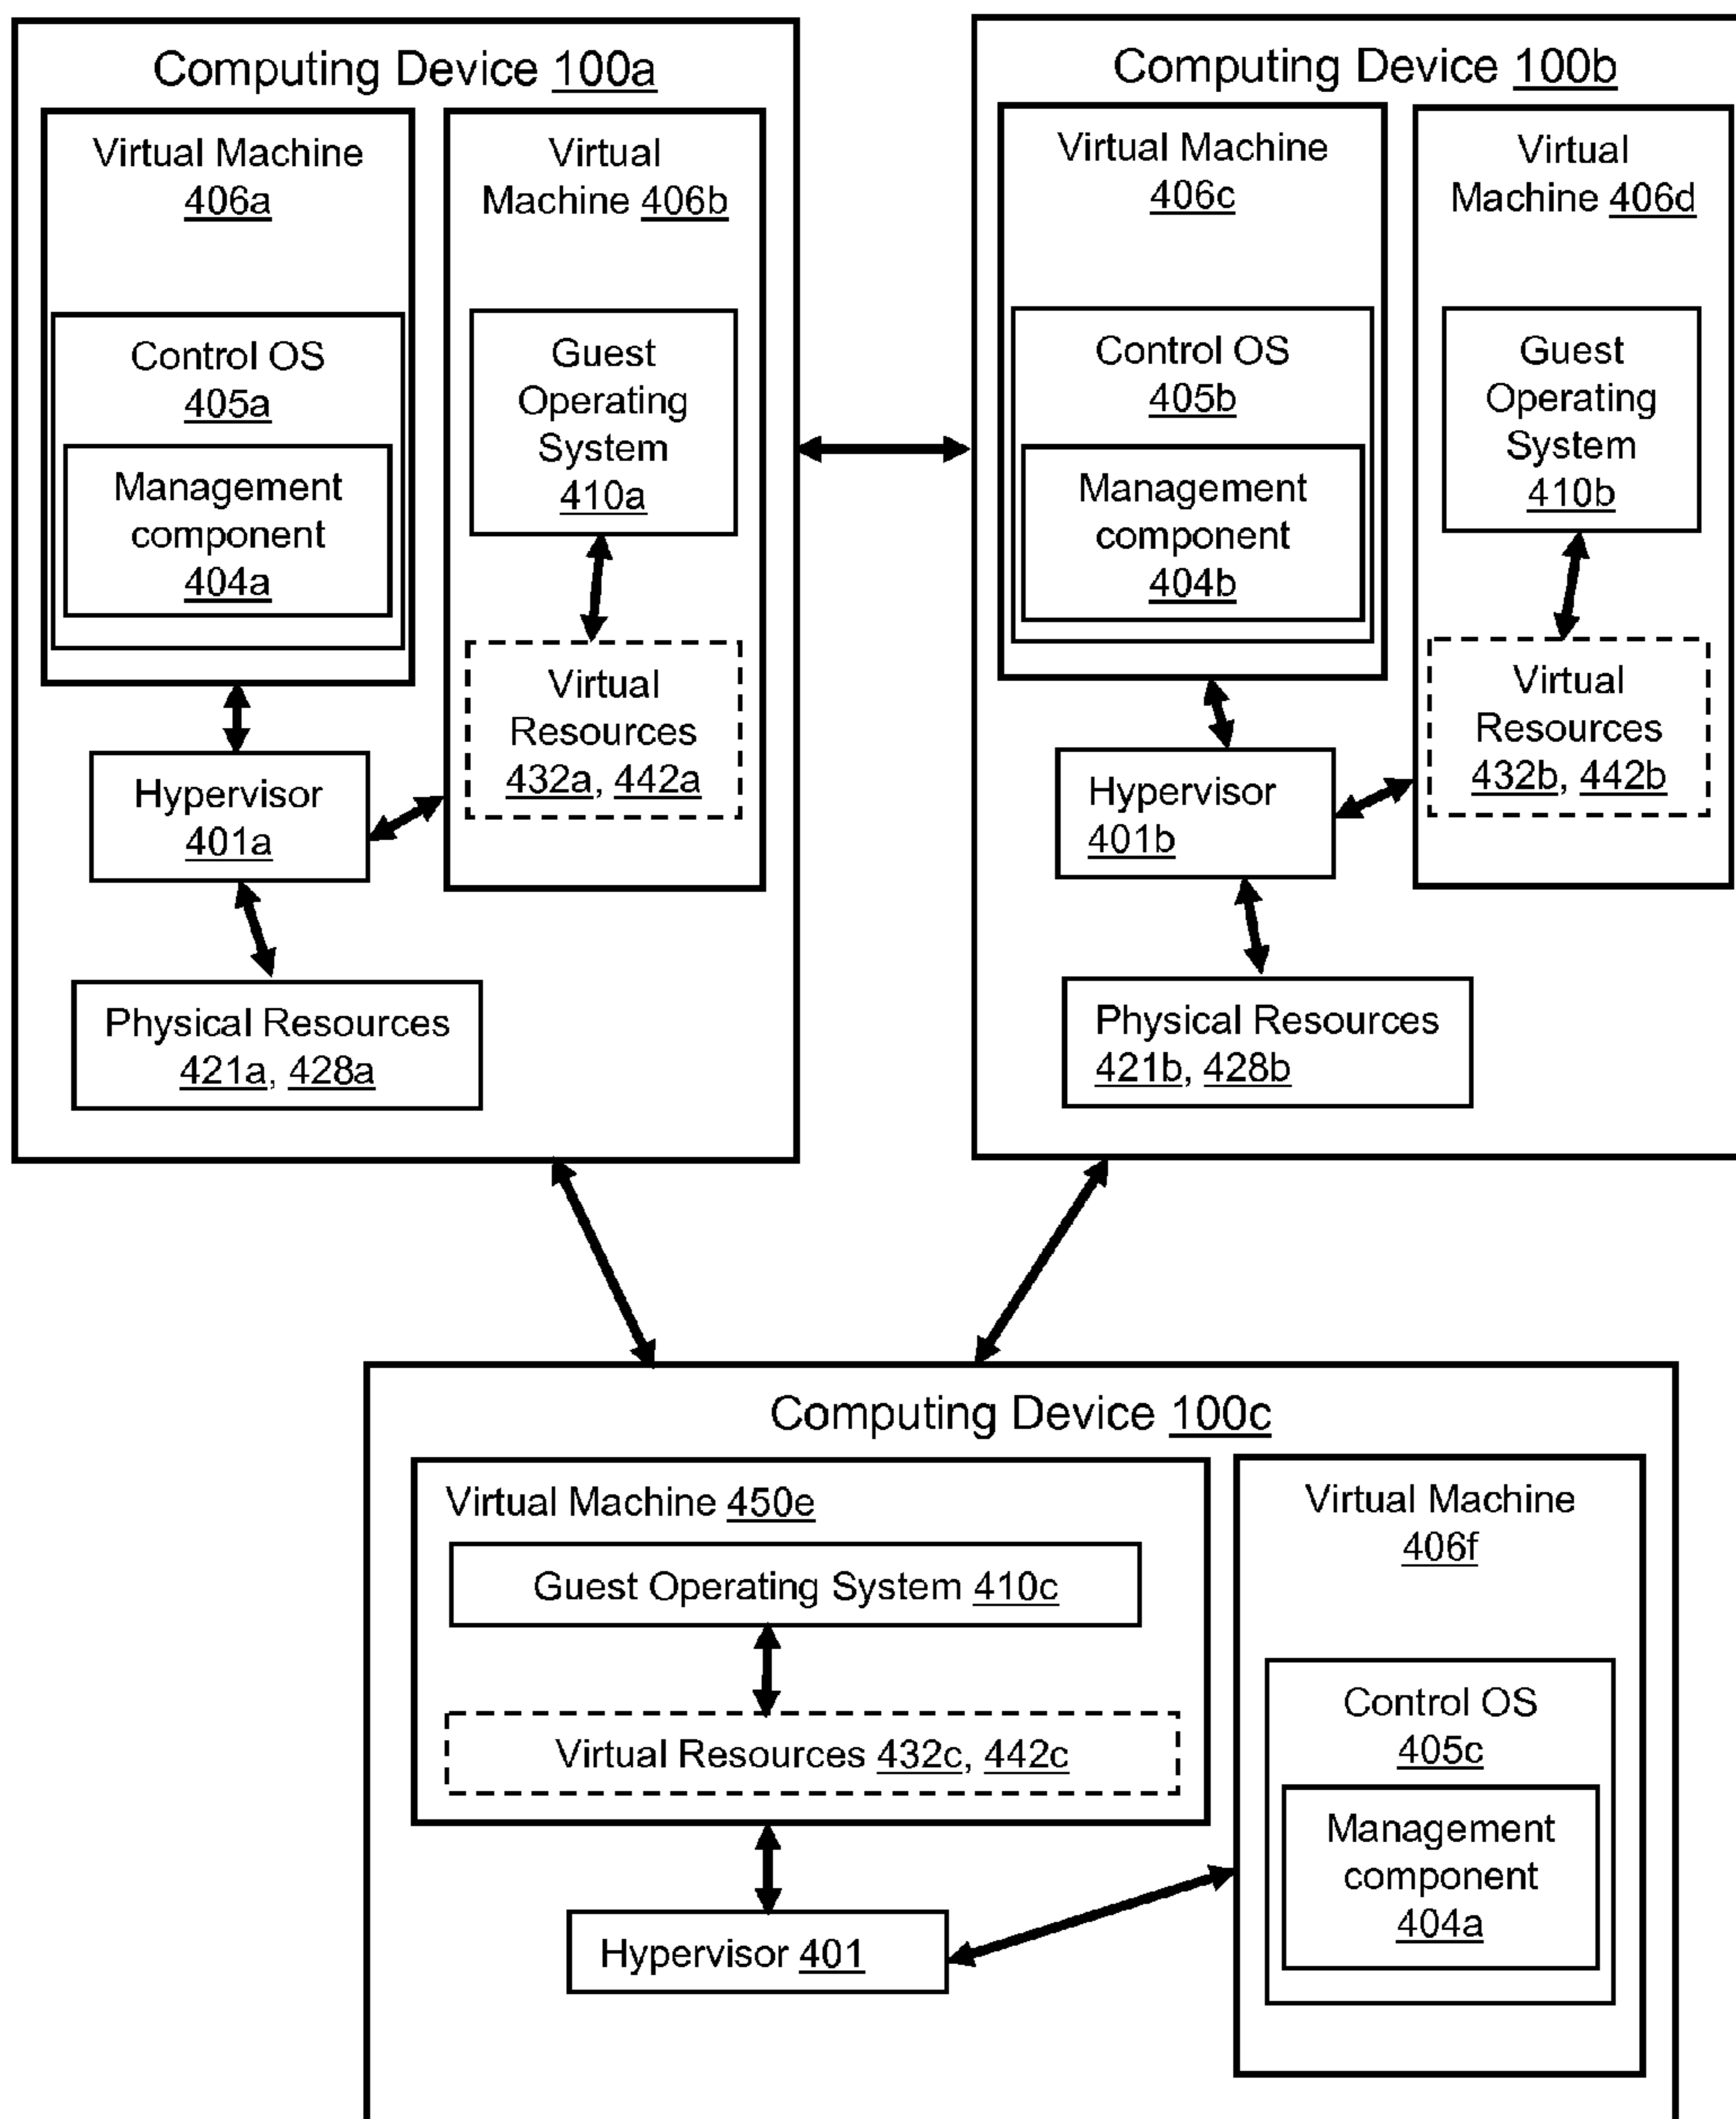 Computing Device 100a
Virtual Machine
406a
Control OS
405a
Management
component
404a
Virtual
Machine 406b
Guest
Operating
System
410a
Virtual
Resources
432a, 442a
Hypervisor
401a
Physical Resources
421a, 428a
Computing Device 100b
Virtual Machine
406c
Control OS
405b
Management
component
404b
Virtual
Machine 406d
Guest
Operating
System
410b
Virtual
Resources
432b, 442b
Hypervisor
401b
Physical Resources
421b, 428b
Computing Device 100c
Virtual Machine 450e
Guest Operating System 410c
Virtual Resources 432c, 442c
Hypervisor 401
Virtual Machine
406f
Control OS
405c
Management
component
404a